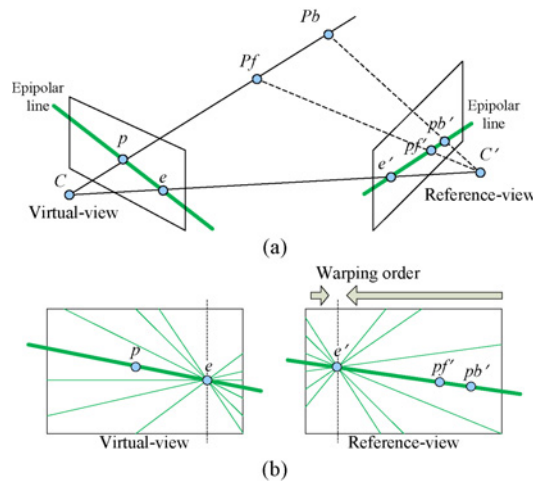 Pb
Pf
Epipolar
line
Epipolar
line
p
pb′
pf′
e
e′
C
C′
Virtual-view
Reference-view
(a)
Warping order
p
e
e′
pf′
pb′
Virtual-view
Reference-view
(b)